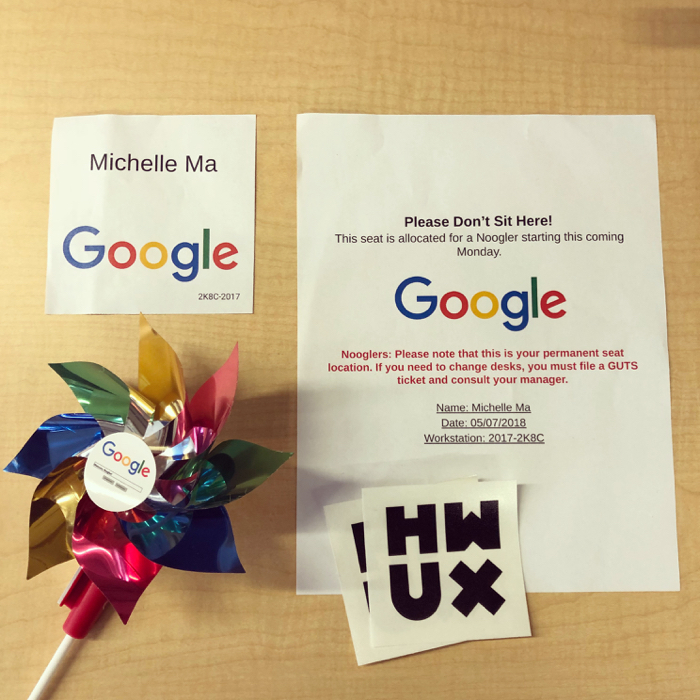 Michelle Ma
Google
2K8C-2017
Please Don't Sit Here!
This seat is allocated for a Noogler starting this coming
Monday.
Google
Nooglers: Please note that this is your permanent seat
location. If you need to change desks, you must file a GUTS
ticket and consult your manager.
Name: Michelle Ma
Date: 05/07/2018
Workstation: 2017-2K8C
Google
HW
UX